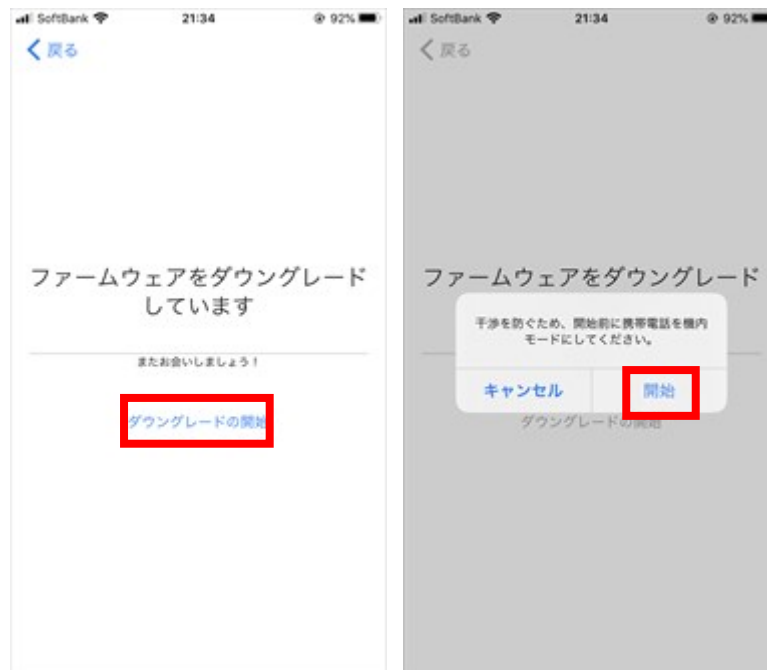 SoftBank 21:34 92%
戻る
ファームウェアをダウングレード
しています
またお会いしましょう！
ダウングレードの開始
SoftBank 21:34 92%
戻る
ファームウェアをダウングレード
干渉を防ぐため、開始前に携帯電話を機内
モードにしてください。
キャンセル 開始
ダウングレードの開始